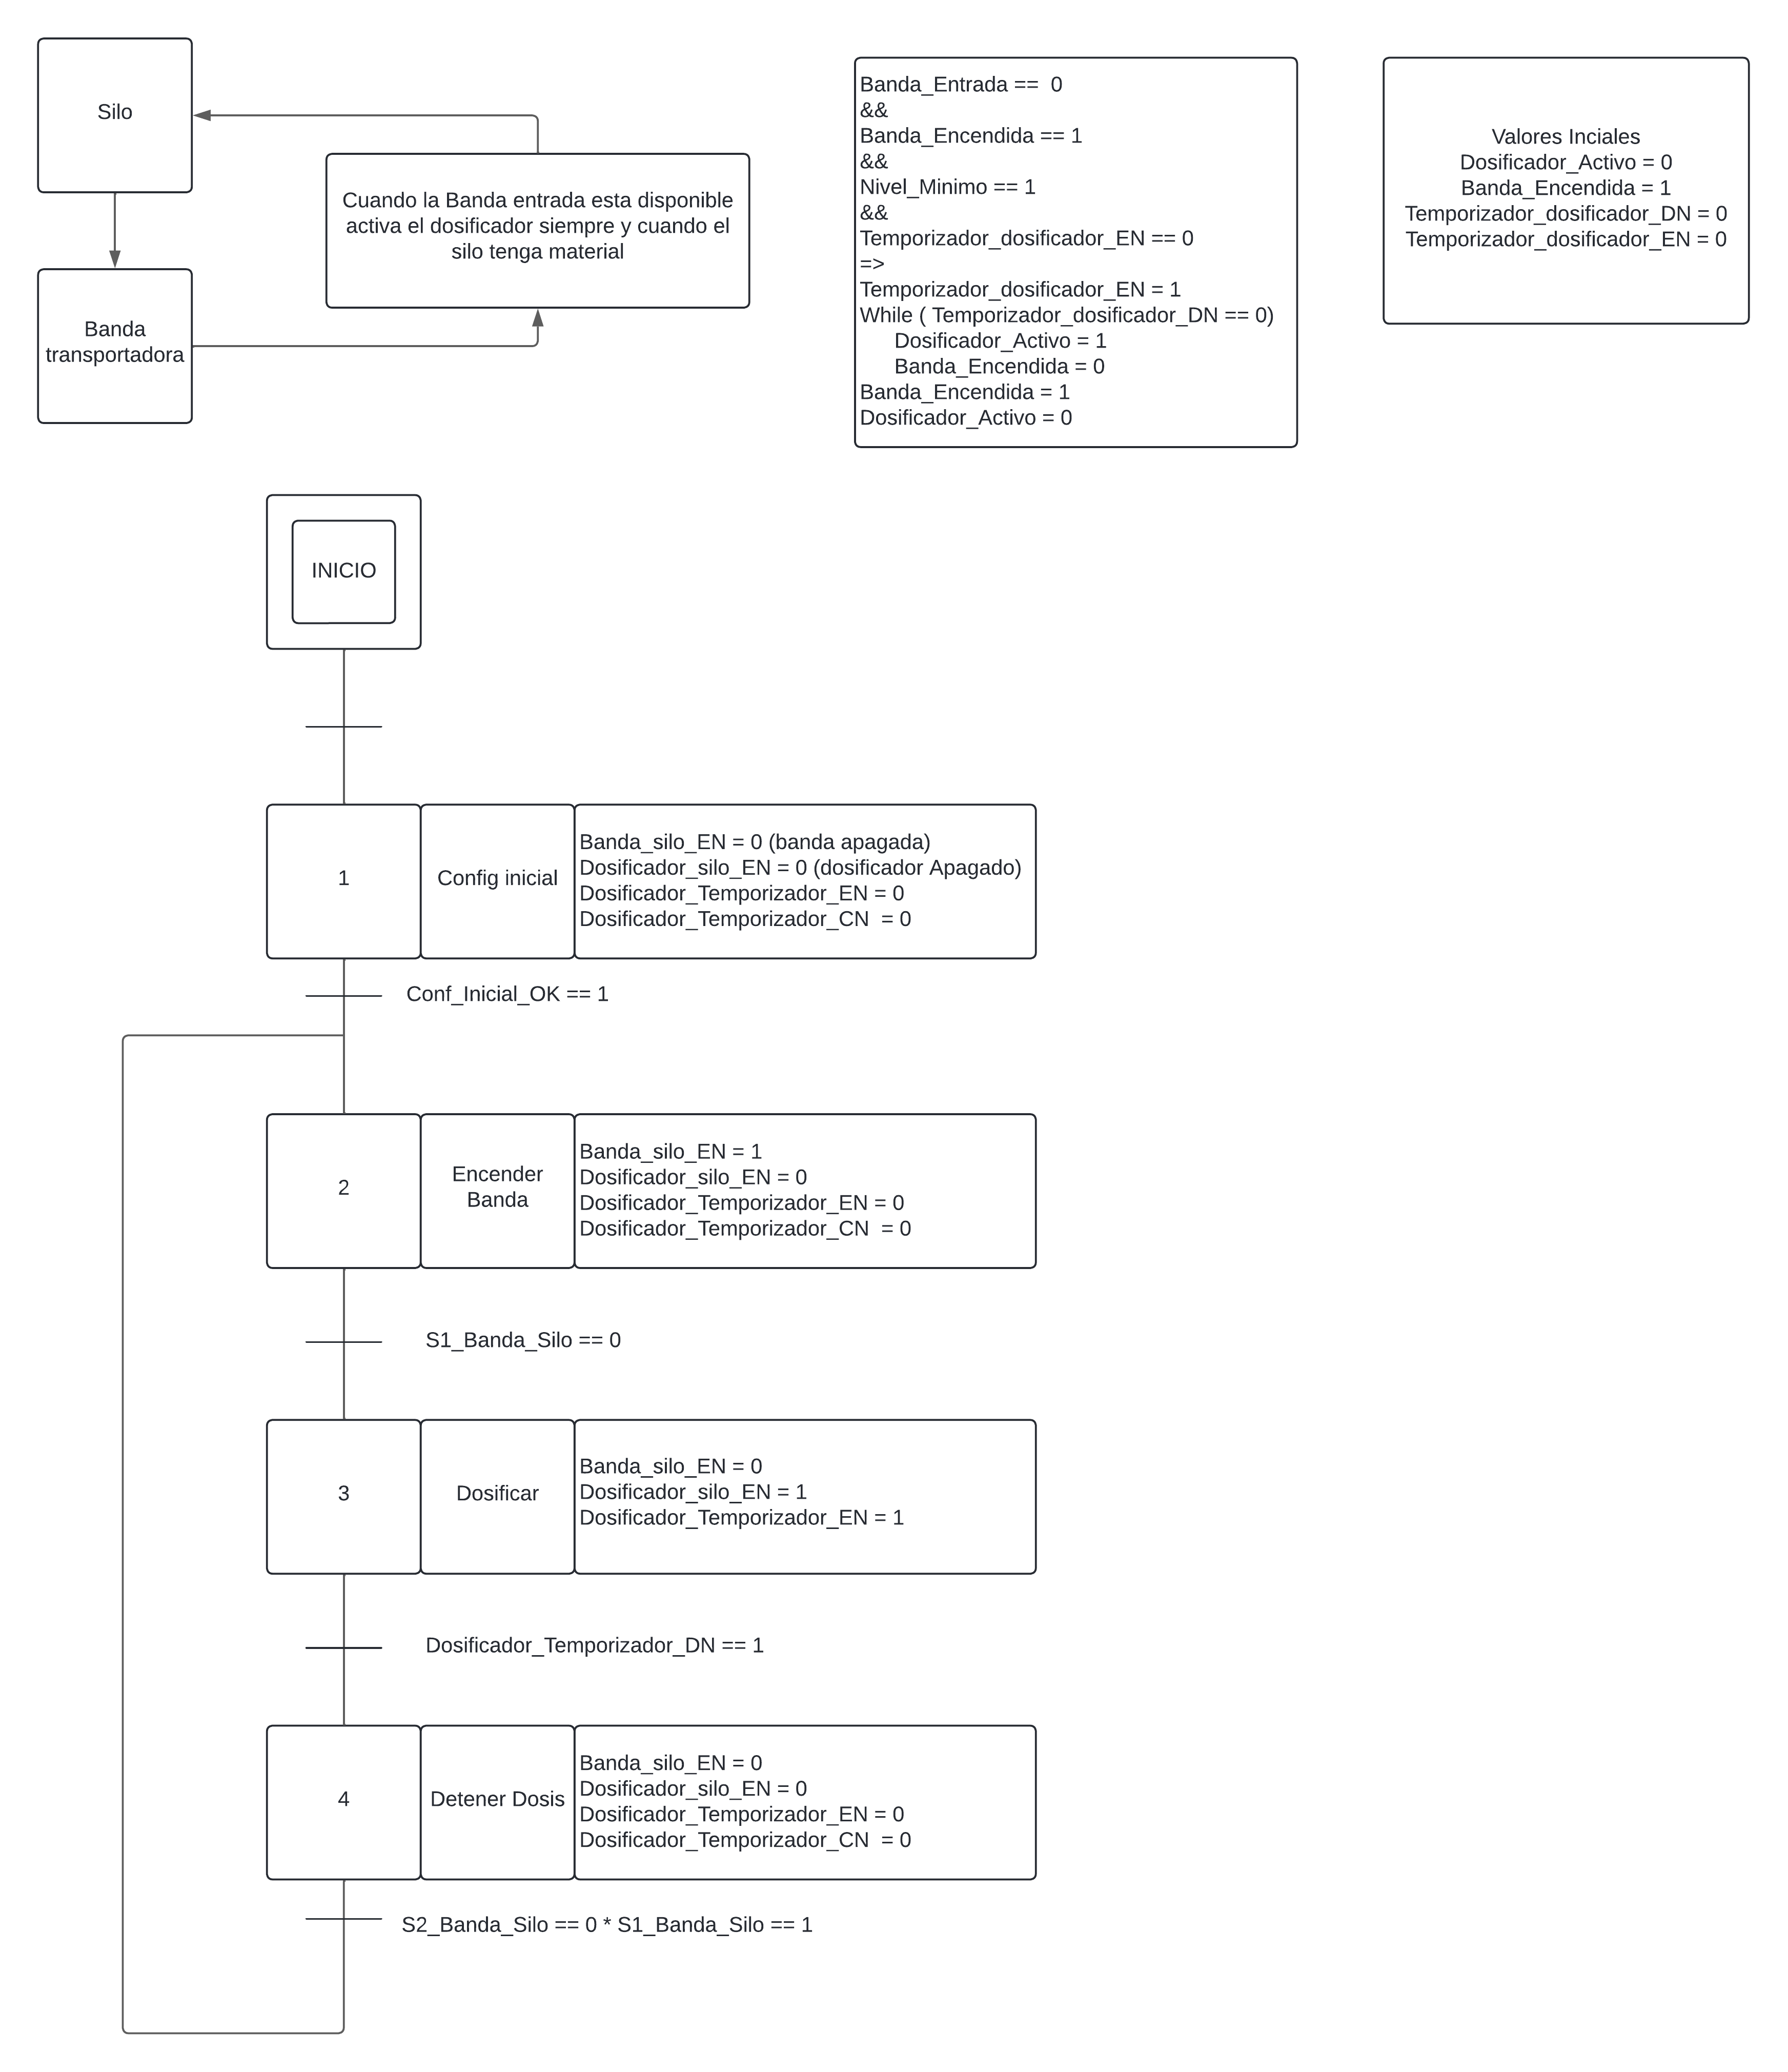 Silo
Cuando la Banda entrada esta disponible
activa el dosificador siempre y cuando el
silo tenga material
Banda
transportadora
Banda_Entrada ==  0
&&
Banda_Encendida == 1
&&
Nivel_Minimo == 1
&&
Temporizador_dosificador_EN == 0
=>
Temporizador_dosificador_EN = 1
While ( Temporizador_dosificador_DN == 0)
Dosificador_Activo = 1
Banda_Encendida = 0
Banda_Encendida = 1
Dosificador_Activo = 0
Valores Inciales
Dosificador_Activo = 0
Banda_Encendida = 1
Temporizador_dosificador_DN = 0
Temporizador_dosificador_EN = 0
INICIO
1
Config inicial
Banda_silo_EN = 0 (banda apagada)
Dosificador_silo_EN = 0 (dosificador Apagado)
Dosificador_Temporizador_EN = 0
Dosificador_Temporizador_CN  = 0
Conf_Inicial_OK == 1
2
Encender
Banda
Banda_silo_EN = 1
Dosificador_silo_EN = 0
Dosificador_Temporizador_EN = 0
Dosificador_Temporizador_CN  = 0
S1_Banda_Silo == 0
3
Dosificar
Banda_silo_EN = 0
Dosificador_silo_EN = 1
Dosificador_Temporizador_EN = 1
Dosificador_Temporizador_DN == 1
4
Detener Dosis
Banda_silo_EN = 0
Dosificador_silo_EN = 0
Dosificador_Temporizador_EN = 0
Dosificador_Temporizador_CN  = 0
S2_Banda_Silo == 0 * S1_Banda_Silo == 1